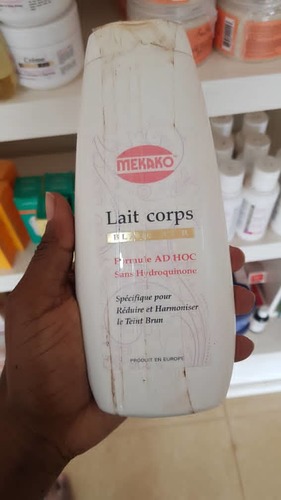 MEKAKO
Lait corps
Formule AD HOC
Sans Hydroquinone
Spécifique pour
Réduire et Harmoniser
le Teint Brun
PRODUIT EN EUROPE